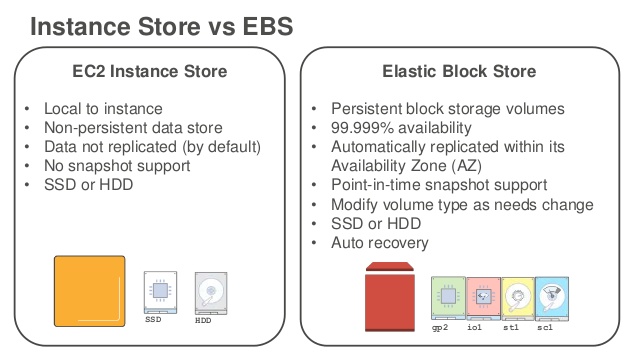 Instance Store vs EBS
EC2 Instance Store
• Local to instance
• Non-persistent data store
• Data not replicated (by default)
• No snapshot support
• SSD or HDD
SSD
HDD
Elastic Block Store
• Persistent block storage volumes
• 99.999% availability
• Automatically replicated within its
Availability Zone (AZ)
• Point-in-time snapshot support
• Modify volume type as needs change
• SSD or HDD
• Auto recovery
gp2
io1
st1
sc1